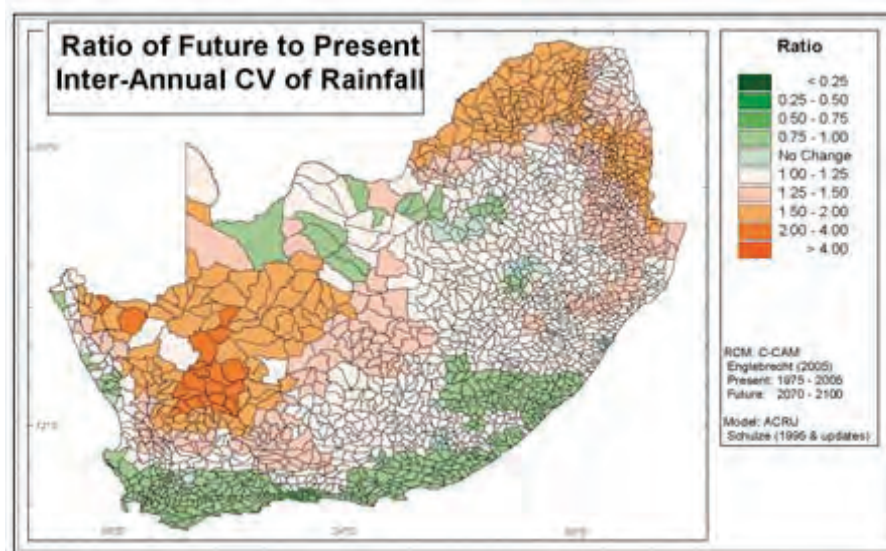 Ratio of Future to Present
Inter-Annual CV of Rainfall
Ratio
< 0.25
0.25 - 0.50
0.50 - 0.75
0.75 - 1.00
No Change
1.00 - 1.25
1.25 - 1.50
1.50 - 2.00
2.00 - 4.00
> 4.00
RCM: C-CAM
Englebrecht (2005)
Present: 1975 - 2005
Future: 2070 - 2100
Model: ACRU
Schulze (1995 & updates)